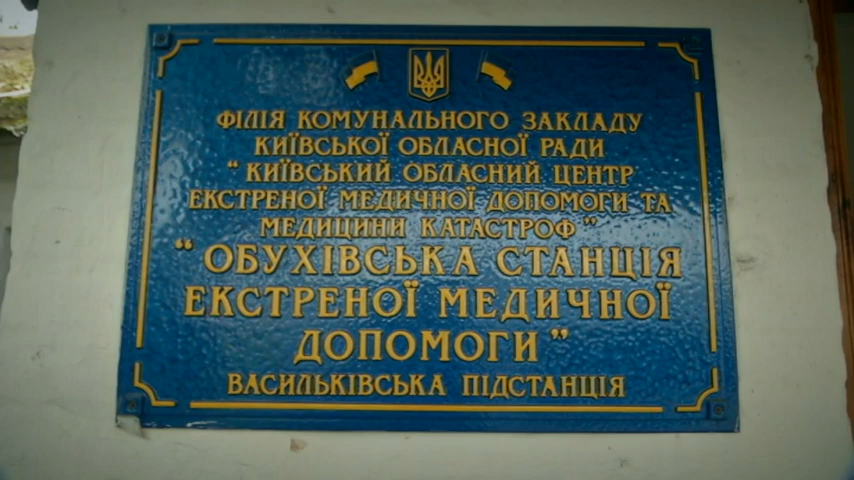 ФІЛІЯ КОМУНАЛЬНОГО ЗАКЛАДУ
КИЇВСЬКОЇ ОБЛАСНОЇ РАДИ
“ КИЇВСЬКИЙ ОБЛАСНИЙ ЦЕНТР
ЕКСТРЕНОЇ МЕДИЧНОЇ ДОПОМОГИ ТА
МЕДИЦИНИ КАТАСТРОФ ”
“ ОБУХІВСЬКА СТАНЦІЯ
ЕКСТРЕНОЇ МЕДИЧНОЇ
ДОПОМОГИ ”
ВАСИЛЬКІВСЬКА ПІДСТАНЦІЯ